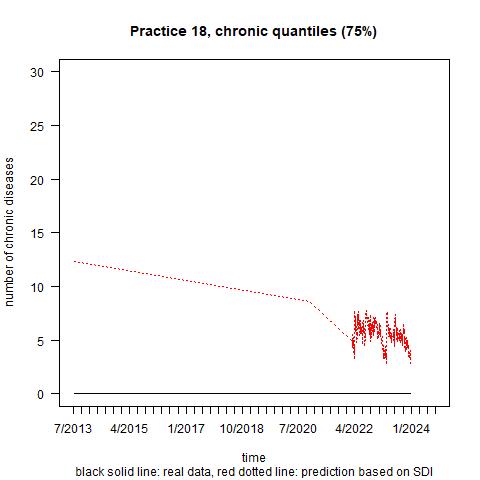 Practice 18, chronic quantiles (75%)
number of chronic diseases
30
25
20
15
10
5
0
7/2013 4/2015 1/2017 10/2018 7/2020 4/2022 1/2024
time
black solid line: real data, red dotted line: prediction based on SDI